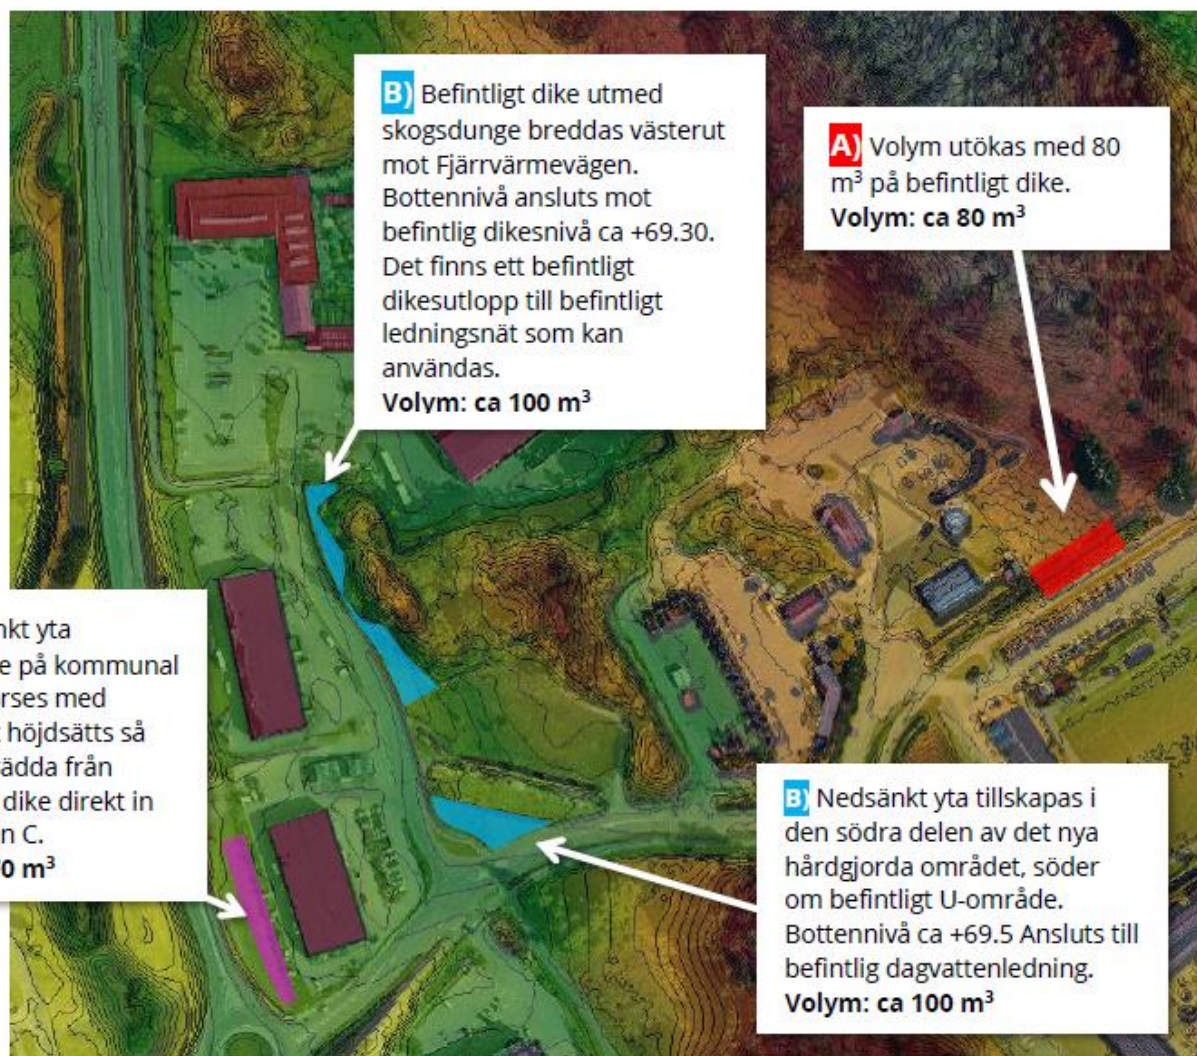 B) Befintligt dike utmed
skogsdunge breddas västerut
mot Fjärrvärmevägen.
Bottennivå ansluts mot
befintlig dikesnivå ca +69.30.
Det finns ett befintligt
dikesutlopp till befintligt
ledningsnät som kan
användas.
Volym: ca 100 m³
A) Volym utökas med 80
m³ på befintligt dike.
Volym: ca 80 m³
yta
på kommunal
med
höjdsätts så
från
dike direkt in
C.
m³
B) Nedsänkt yta tillskapas i
den södra delen av det nya
hårdgjorda området, söder
om befintligt U-område.
Bottennivå ca +69.5 Ansluts till
befintlig dagvattenledning.
Volym: ca 100 m³